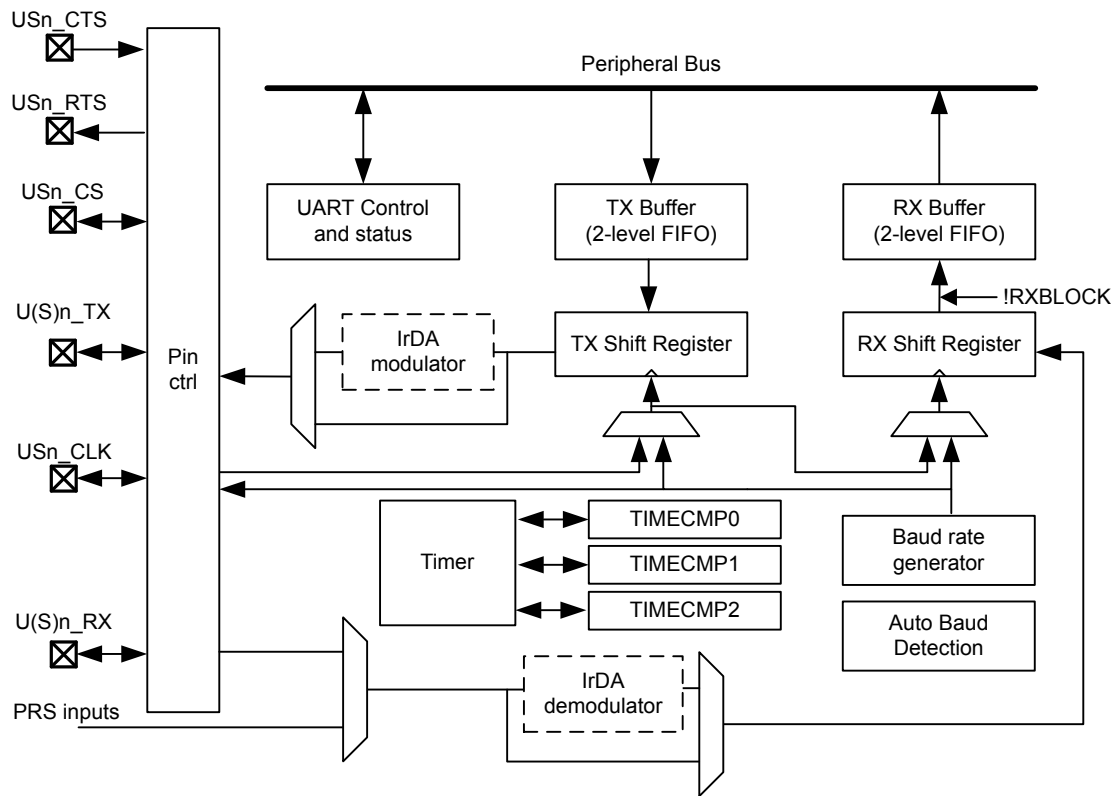 USn_CTS
Peripheral Bus
USn_RTS
USn_CS
UART Control
and status
TX Buffer
(2-level FIFO)
RX Buffer
(2-level FIFO)
!RXBLOCK
U(S)n_TX
Pin
ctrl
IrDA
modulator
TX Shift Register
RX Shift Register
USn_CLK
Timer
TIMECMP0
TIMECMP1
TIMECMP2
Baud rate
generator
Auto Baud
Detection
U(S)n_RX
PRS inputs
IrDA
demodulator